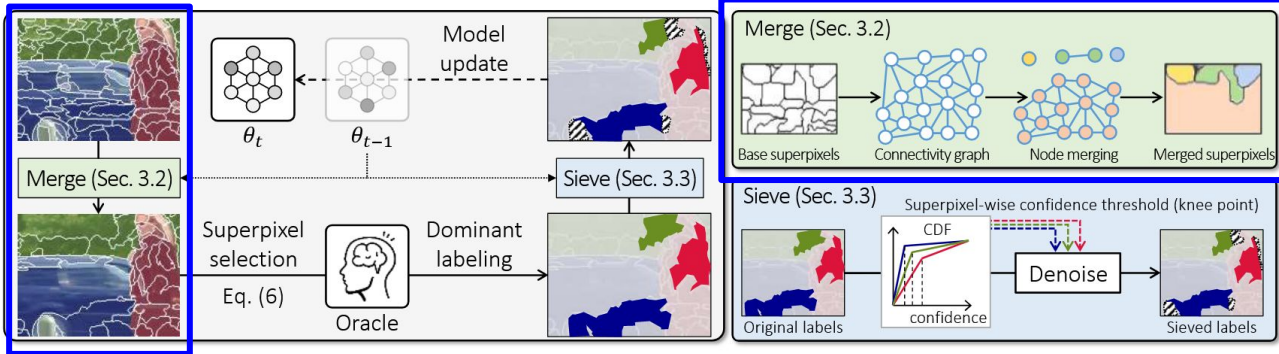 Model
update
θt
θt−1
Merge (Sec. 3.2)
Sieve (Sec. 3.3)
Superpixel
selection
Eq. (6)
Oracle
Dominant
labeling
Merge (Sec. 3.2)
Base superpixels
Connectivity graph
Node merging
Merged superpixels
Sieve (Sec. 3.3)
Superpixel-wise confidence threshold (knee point)
CDF
confidence
Denoise
Original labels
Sieved labels